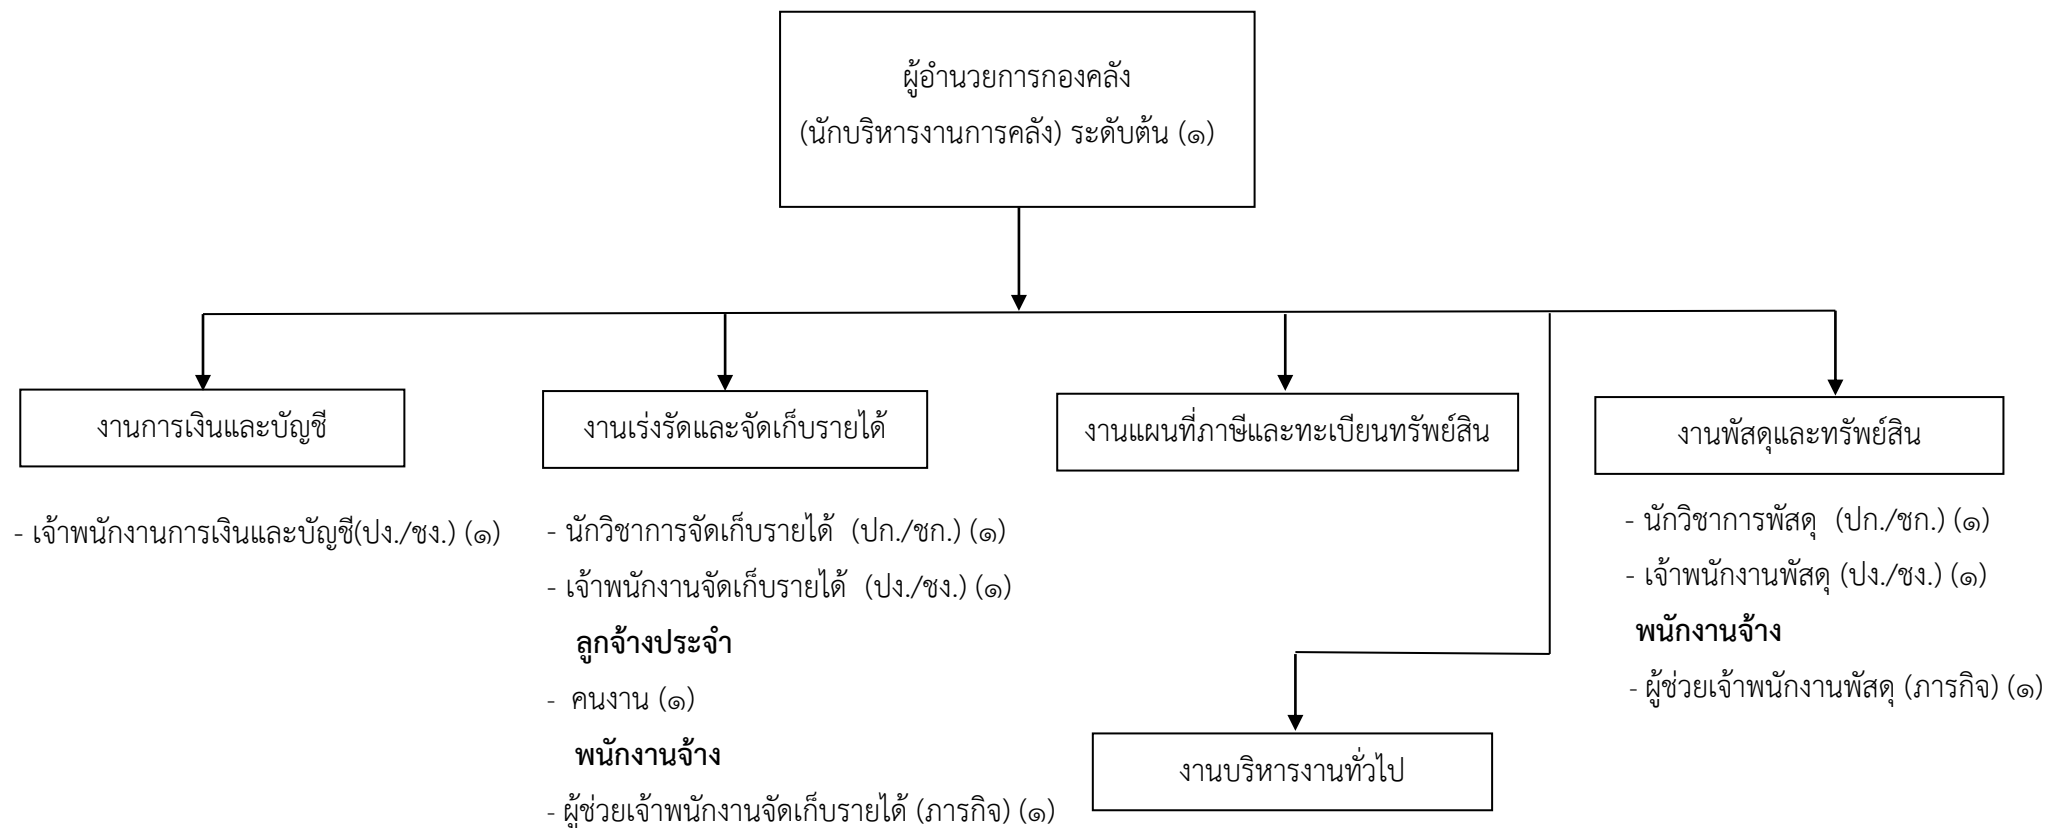 ผู้อำนวยการกองคลัง
(นักบริหารงานการคลัง) ระดับต้น (๑)
งานการเงินและบัญชี
- เจ้าพนักงานการเงินและบัญชี(ปง./ชง.) (๑)
งานเร่งรัดและจัดเก็บรายได้
- นักวิชาการจัดเก็บรายได้ (ปก./ชก.) (๑)
- เจ้าพนักงานจัดเก็บรายได้ (ปง./ชง.) (๑)
ลูกจ้างประจำ
- คนงาน (๑)
พนักงานจ้าง
- ผู้ช่วยเจ้าพนักงานจัดเก็บรายได้ (ภารกิจ) (๑)
งานแผนที่ภาษีและทะเบียนทรัพย์สิน
งานบริหารงานทั่วไป
งานพัสดุและทรัพย์สิน
- นักวิชาการพัสดุ (ปก./ชก.) (๑)
- เจ้าพนักงานพัสดุ (ปง./ชง.) (๑)
พนักงานจ้าง
- ผู้ช่วยเจ้าพนักงานพัสดุ (ภารกิจ) (๑)